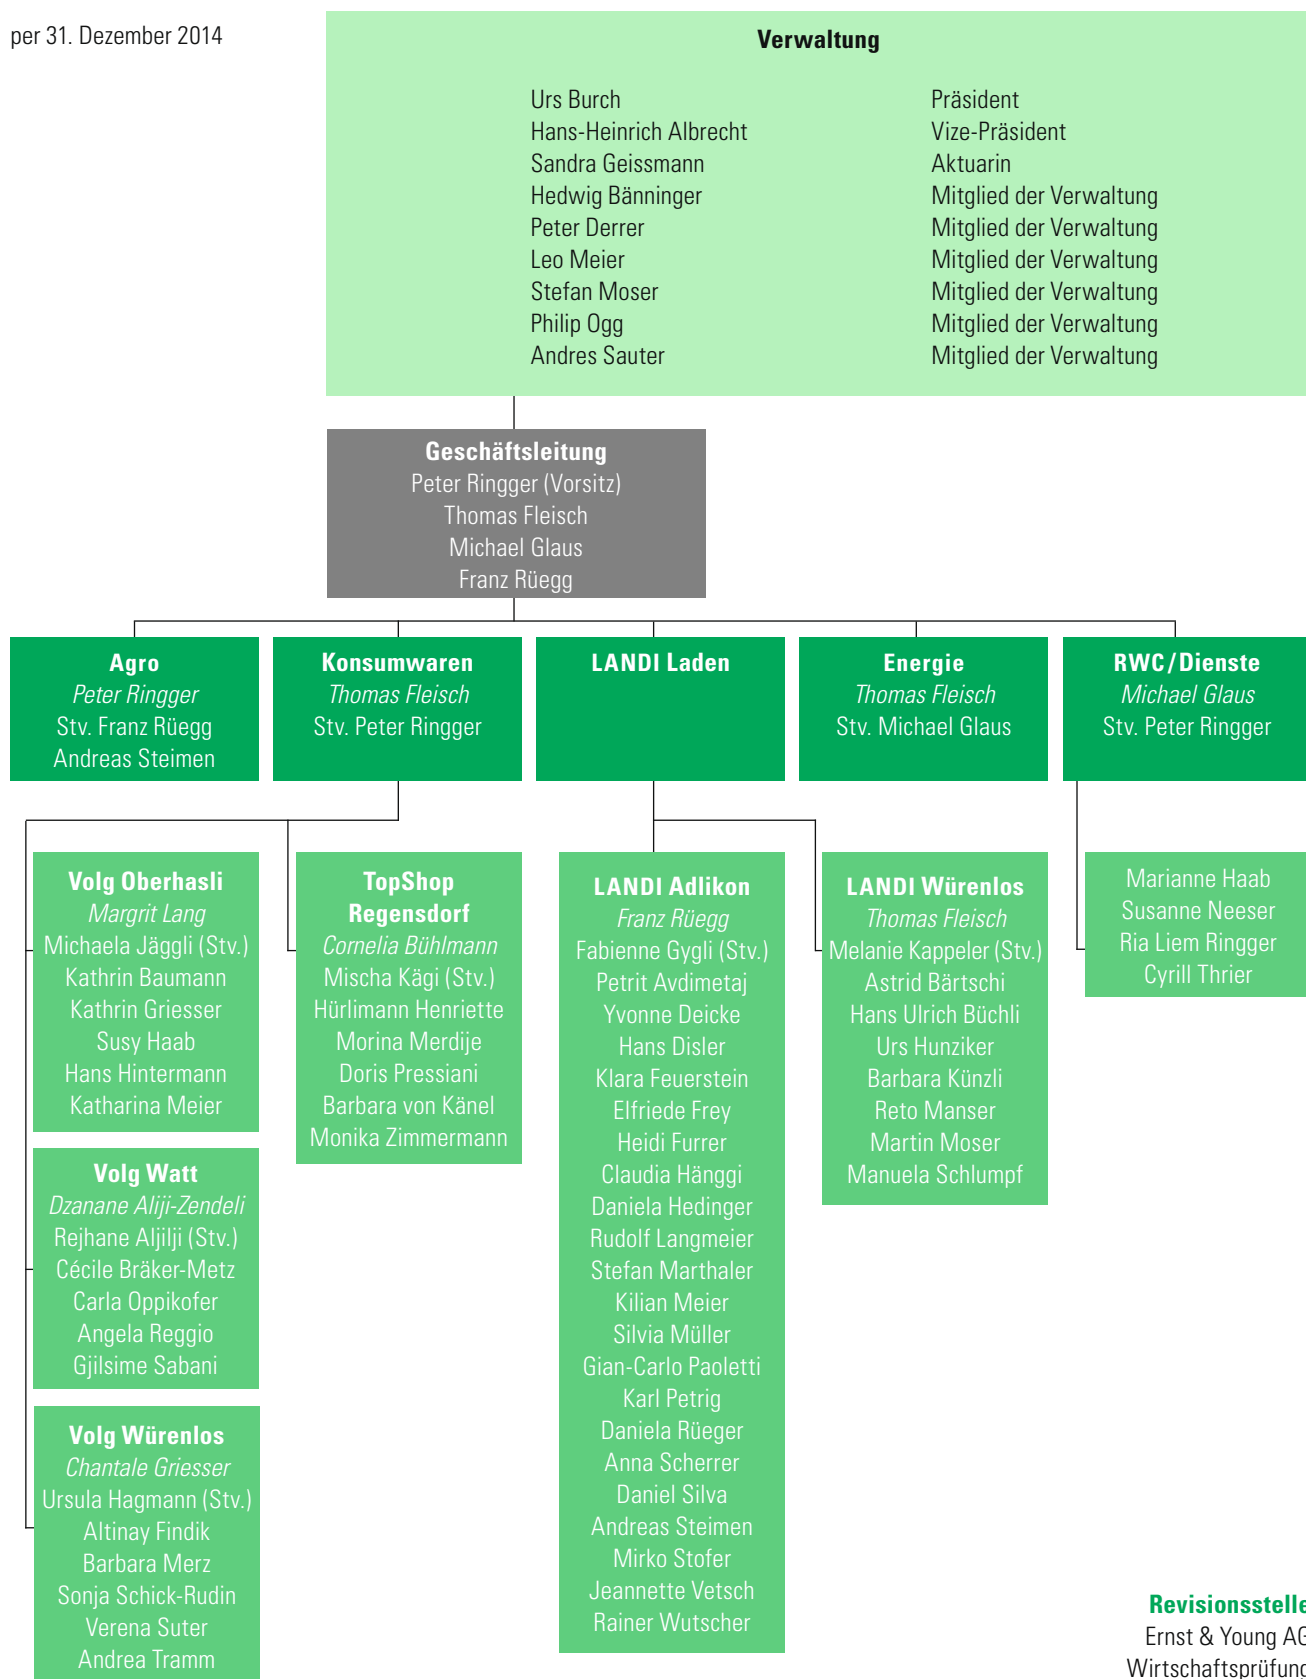 per 31. Dezember 2014
Verwaltung
Urs Burch Präsident
Hans-Heinrich Albrecht Vize-Präsident
Sandra Geissmann Aktuarin
Hedwig Bänninger Mitglied der Verwaltung
Peter Derrer Mitglied der Verwaltung
Leo Meier Mitglied der Verwaltung
Stefan Moser Mitglied der Verwaltung
Philip Ogg Mitglied der Verwaltung
Andres Sauter Mitglied der Verwaltung
Geschäftsleitung
Peter Ringger (Vorsitz)
Thomas Fleisch
Michael Glaus
Franz Rüegg
Agro
Peter Ringger
Stv. Franz Rüegg
Andreas Steimen
Konsumwaren
Thomas Fleisch
Stv. Peter Ringger
LANDI Laden
Energie
Thomas Fleisch
Stv. Michael Glaus
RWC/Dienste
Michael Glaus
Stv. Peter Ringger
Volg Oberhasli
Margrit Lang
Michaela Jäggli (Stv.)
Kathrin Baumann
Kathrin Griesser
Susy Haab
Hans Hintermann
Katharina Meier
Volg Watt
Dzanane Aliji-Zendeli
Rejhane Aljilji (Stv.)
Cécile Bräker-Metz
Carla Oppikofer
Angela Reggio
Gjilsime Sabani
Volg Würenlos
Chantale Griesser
Ursula Hagmann (Stv.)
Altinay Findik
Barbara Merz
Sonja Schick-Rudin
Verena Suter
Andrea Tramm
TopShop
Regensdorf
Cornelia Bühlmann
Mischa Kägi (Stv.)
Hürlimann Henriette
Morina Merdije
Doris Pressiani
Barbara von Känel
Monika Zimmermann
LANDI Adlikon
Franz Rüegg
Fabienne Gygli (Stv.)
Petrit Avdimetaj
Yvonne Deicke
Hans Disler
Klara Feuerstein
Elfriede Frey
Heidi Furrer
Claudia Hänggi
Daniela Hedinger
Rudolf Langmeier
Stefan Marthaler
Kilian Meier
Silvia Müller
Gian-Carlo Paoletti
Karl Petrig
Daniela Rüeger
Anna Scherrer
Daniel Silva
Andreas Steimen
Mirko Stofer
Jeannette Vetsch
Rainer Wutscher
LANDI Würenlos
Thomas Fleisch
Melanie Kappeler (Stv.)
Astrid Bärtschi
Hans Ulrich Büchli
Urs Hunziker
Barbara Künzli
Reto Manser
Martin Moser
Manuela Schlumpf
Marianne Haab
Susanne Neeser
Ria Liem Ringger
Cyrill Thrier
Revisionsstelle
Ernst & Young AG
Wirtschaftsprüfung